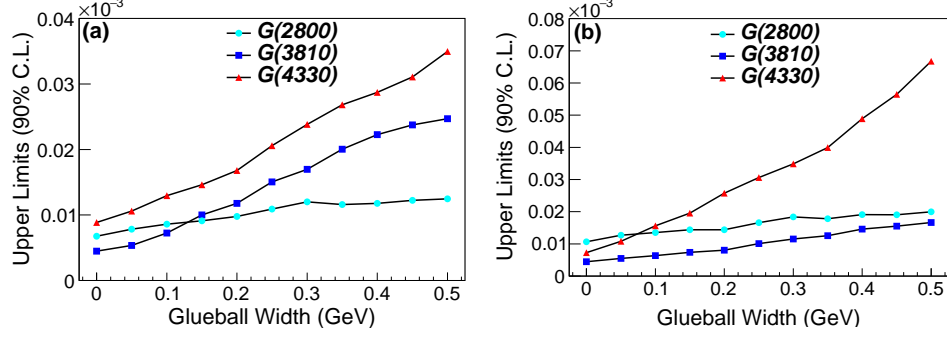 ×10⁻³
(a)
G(2800)
G(3810)
G(4330)
0.04
0.03
0.02
0.01
0
Upper Limits (90% C.L.)
0 0.1 0.2 0.3 0.4 0.5
Glueball Width (GeV)
×10⁻³
(b)
G(2800)
G(3810)
G(4330)
0.08
0.07
0.06
0.05
0.04
0.03
0.02
0.01
0
Upper Limits (90% C.L.)
0 0.1 0.2 0.3 0.4 0.5
Glueball Width (GeV)